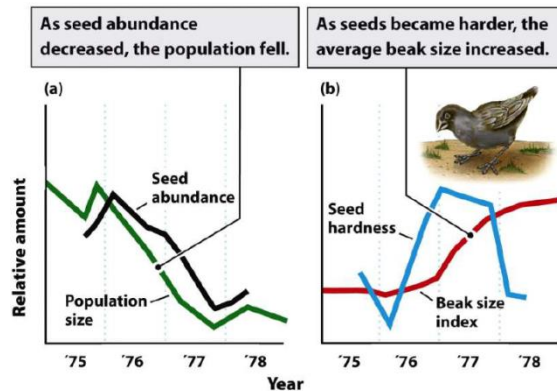 As seed abundance
decreased, the population fell.
As seeds became harder, the
average beak size increased.
(a)
Seed
abundance
Population
size
Relative amount
'75 '76 '77 '78
(b)
Seed
hardness
Beak size
index
'75 '76 '77 '78
Year